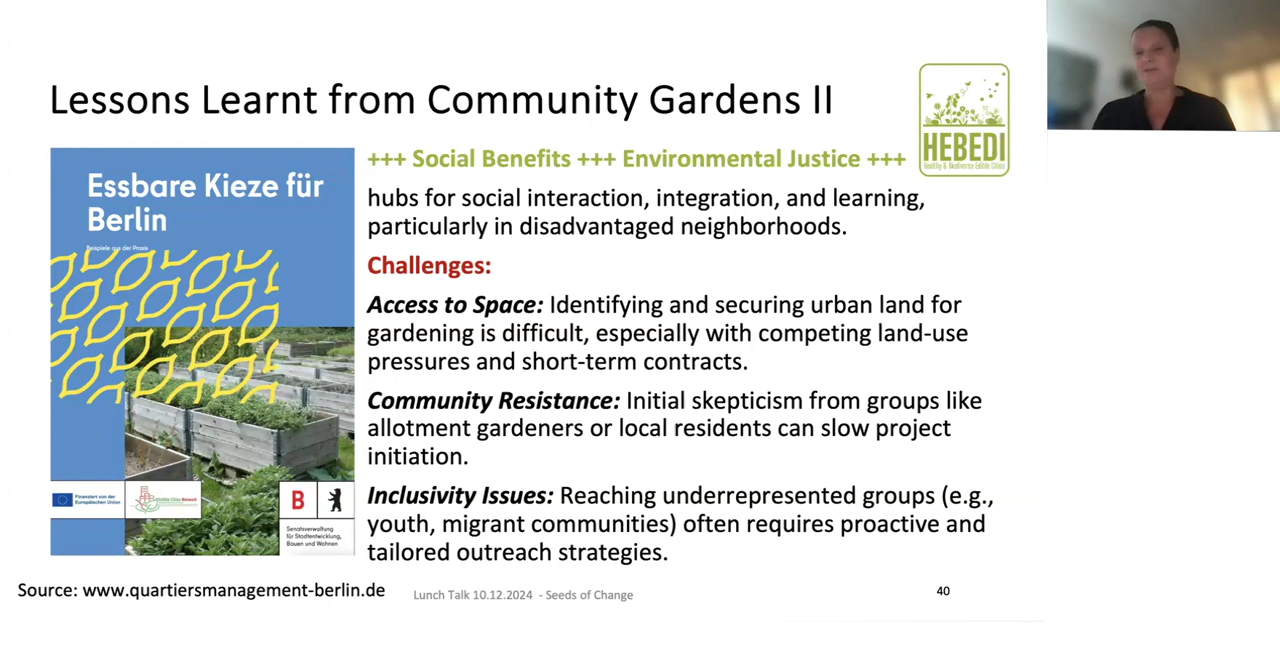 Lessons Learnt from Community Gardens II
HEBEDI
Healthy & Biodiverse Edible Cities
Essbare Kieze für
Berlin
Beispiele aus der Praxis
Finanziert von der
Europäischen Union
Edible Cities Network
B
Senatsverwaltung
für Stadtentwicklung,
Bauen und Wohnen
+++ Social Benefits +++ Environmental Justice +++
hubs for social interaction, integration, and learning,
particularly in disadvantaged neighborhoods.
Challenges:
Access to Space: Identifying and securing urban land for
gardening is difficult, especially with competing land-use
pressures and short-term contracts.
Community Resistance: Initial skepticism from groups like
allotment gardeners or local residents can slow project
initiation.
Inclusivity Issues: Reaching underrepresented groups (e.g.,
youth, migrant communities) often requires proactive and
tailored outreach strategies.
Source: www.quartiersmanagement-berlin.de
Lunch Talk 10.12.2024 - Seeds of Change
40